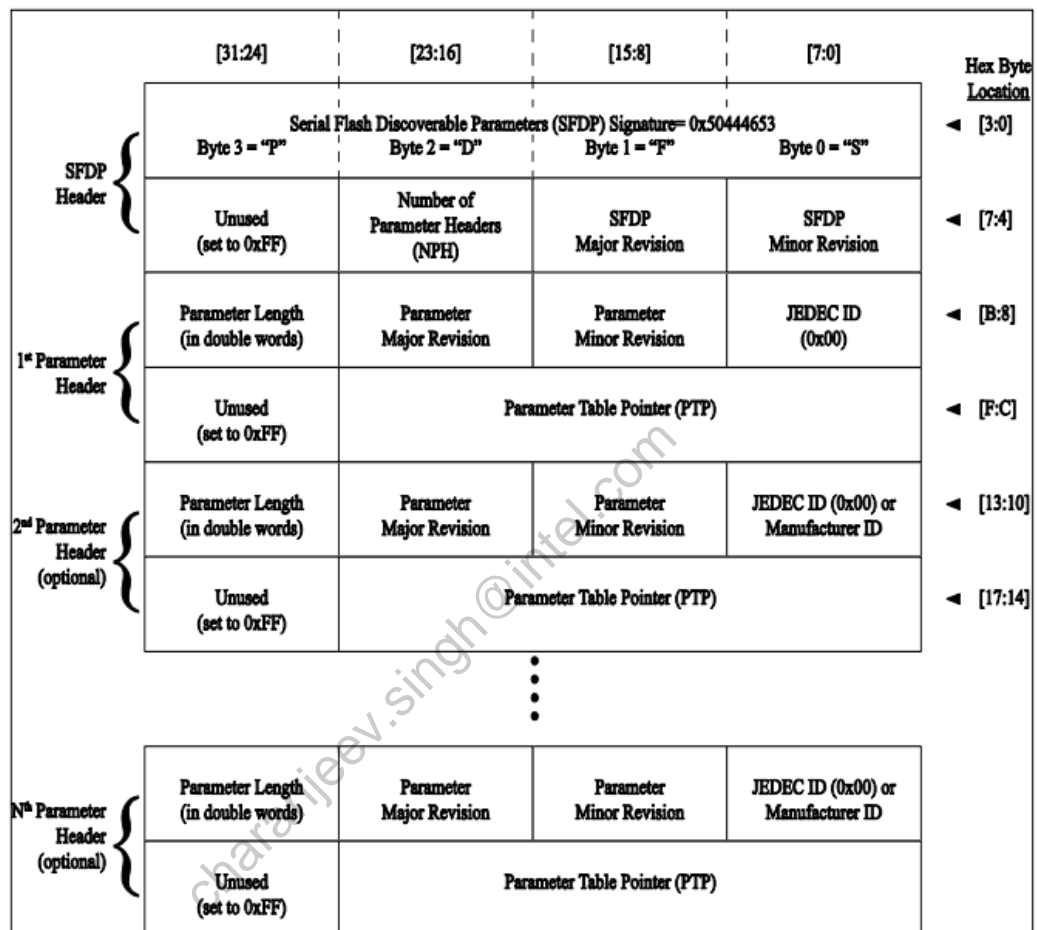 [31:24] [23:16] [15:8] [7:0]
Hex Byte
Location
SFDP
Header
Serial Flash Discoverable Parameters (SFDP) Signature= 0x50444653
Byte 3 = “P” Byte 2 = “D” Byte 1 = “F” Byte 0 = “S”
[3:0]
Unused
(set to 0xFF)
Number of
Parameter Headers
(NPH)
SFDP
Major Revision
SFDP
Minor Revision
[7:4]
1st Parameter
Header
Parameter Length
(in double words)
Parameter
Major Revision
Parameter
Minor Revision
JEDEC ID
(0x00)
[B:8]
Unused
(set to 0xFF)
Parameter Table Pointer (PTP)
[F:C]
2nd Parameter
Header
(optional)
Parameter Length
(in double words)
Parameter
Major Revision
Parameter
Minor Revision
JEDEC ID (0x00) or
Manufacturer ID
[13:10]
Unused
(set to 0xFF)
Parameter Table Pointer (PTP)
[17:14]
Nth Parameter
Header
(optional)
Parameter Length
(in double words)
Parameter
Major Revision
Parameter
Minor Revision
JEDEC ID (0x00) or
Manufacturer ID
Unused
(set to 0xFF)
Parameter Table Pointer (PTP)